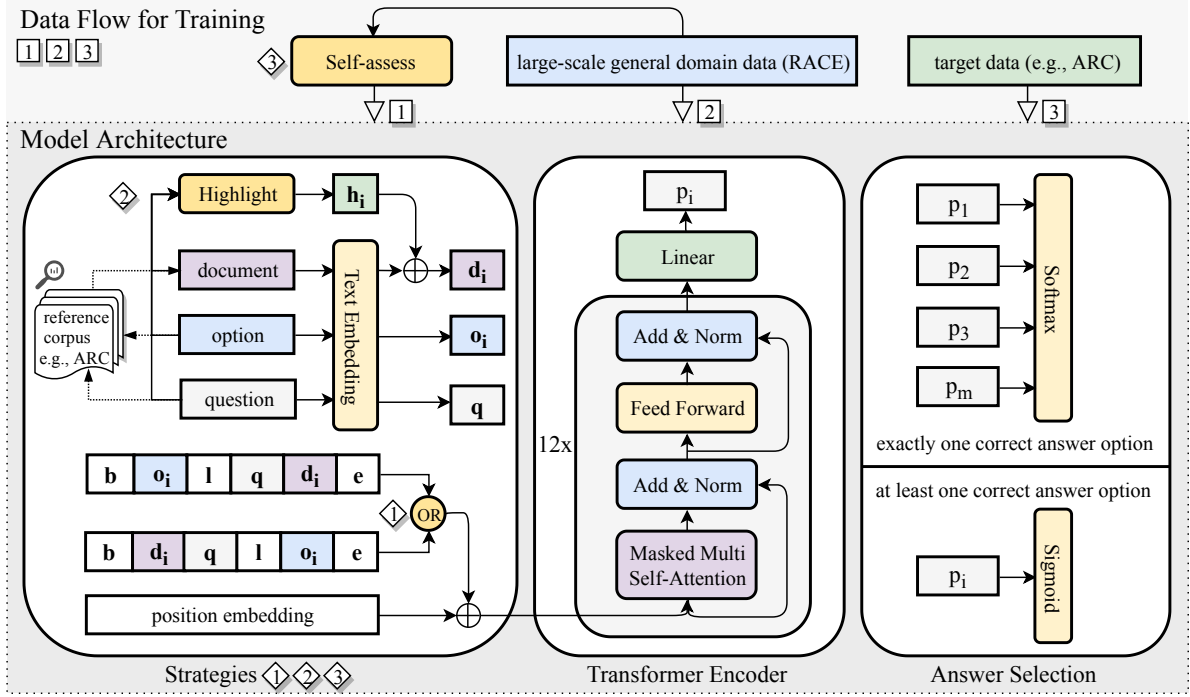 Data Flow for Training
1 2 3
3
Self-assess
large-scale general domain data (RACE)
target data (e.g., ARC)
1
2
3
Model Architecture
2
Highlight
hi
document
Text Embedding
di
reference
corpus
e.g., ARC
option
oi
question
q
b oi l q di e
1
OR
b di q l oi e
position embedding
Strategies 1 2 3
pi
Linear
Add & Norm
Feed Forward
12x
Add & Norm
Masked Multi
Self-Attention
Transformer Encoder
p1
p2
p3
pm
Softmax
exactly one correct answer option
at least one correct answer option
pi
Sigmoid
Answer Selection